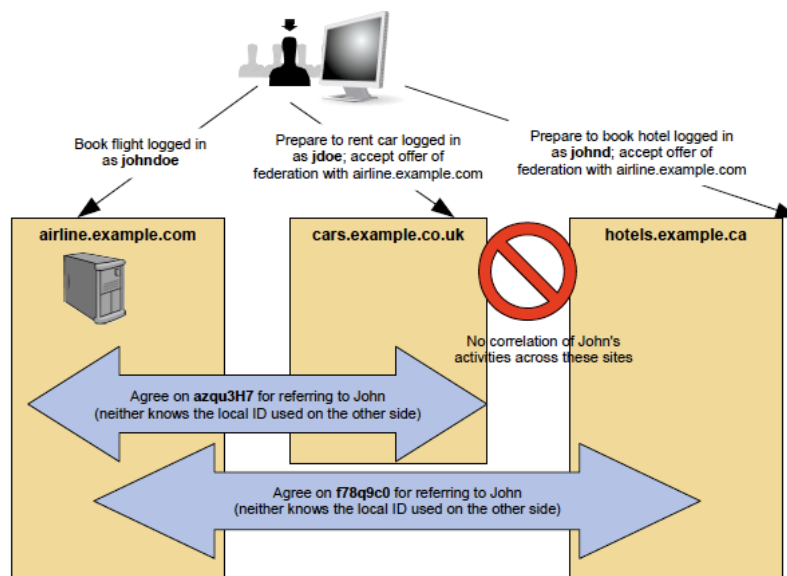 Book flight logged in
as johndoe
Prepare to rent car logged in
as jdoe; accept offer of
federation with airline.example.com
Prepare to book hotel logged in
as johnd; accept offer of
federation with airline.example.com
airline.example.com
cars.example.co.uk
hotels.example.ca
No correlation of John's
activities across these sites
Agree on azqu3H7 for referring to John
(neither knows the local ID used on the other side)
Agree on f78q9c0 for referring to John
(neither knows the local ID used on the other side)